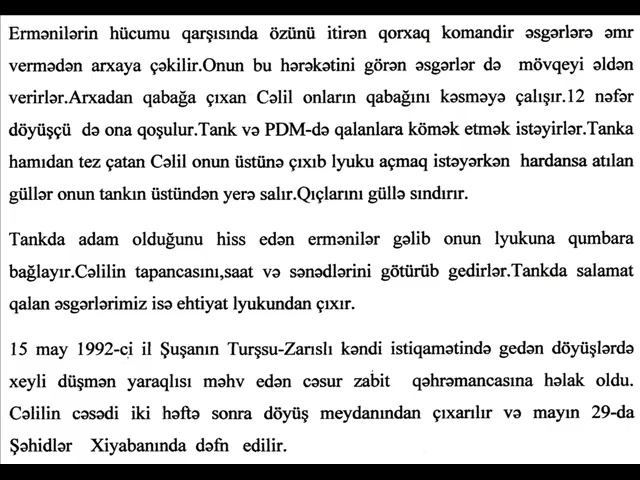 Ermənilərin hücumu qarşısında özünü itirən qorxaq komandir əsgərlərə əmr
vermədən arxaya çəkilir.Onun bu hərəkətini görən əsgərlər də mövqeyi əldən
verirlər.Arxadan qabağa çıxan Cəlil onların qabağını kəsməyə çalışır.12 nəfər
döyüşçü də ona qoşulur.Tank və PDM-də qalanlara kömək etmək istəyirlər.Tanka
hamıdan tez çatan Cəlil onun üstünə çıxıb lyuku açmaq istəyərkən hardansa atılan
güllər onun tankın üstündən yerə salır.Qıçlarını güllə sındırır.
Tankda adam olduğunu hiss edən ermənilər gəlib onun lyukuna qumbara
bağlayır.Cəlilin tapancasını,saat və sənədlərini götürüb gedirlər.Tankda salamat
qalan əsgərlərimiz isə ehtiyat lyukundan çıxır.
15 may 1992-ci il Şuşanın Turşsu-Zarıslı kəndi istiqamətində gedən döyüşlərdə
xeyli düşmən yaraqlısı məhv edən cəsur zabit qəhrəmancasına həlak oldu.
Cəlilin cəsədi iki həftə sonra döyüş meydanından çıxarılır və mayın 29-da
Şəhidlər Xiyabanında dəfn edilir.